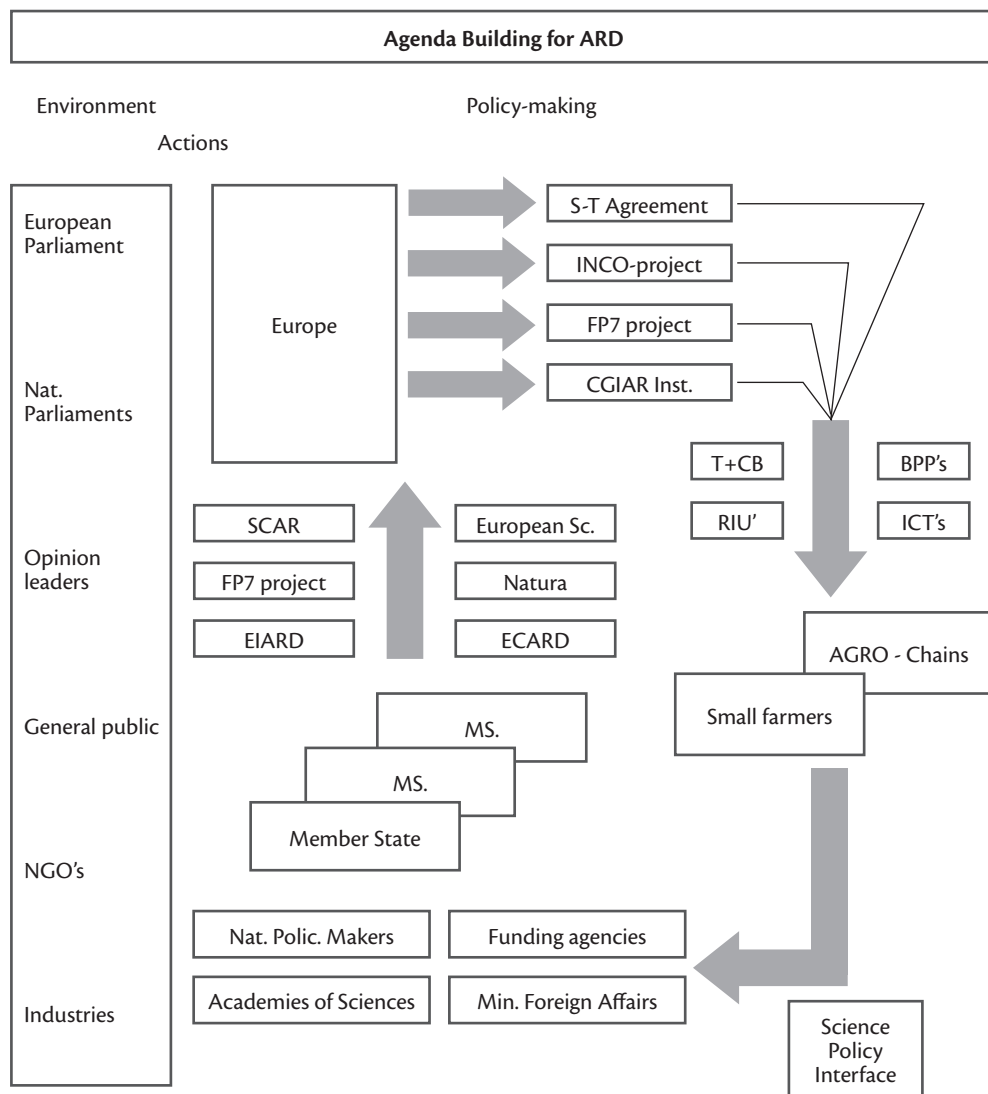 Agenda Building for ARD
Environment
Policy-making
Actions
European
Parliament
Nat.
Parliaments
Opinion
leaders
General public
NGO's
Industries
Europe
S-T Agreement
INCO-project
FP7 project
CGIAR Inst.
T+CB
BPP's
RIU'
ICT's
SCAR
European Sc.
FP7 project
Natura
EIARD
ECARD
AGRO - Chains
Small farmers
MS.
MS.
Member State
Nat. Polic. Makers
Funding agencies
Academies of Sciences
Min. Foreign Affairs
Science
Policy
Interface